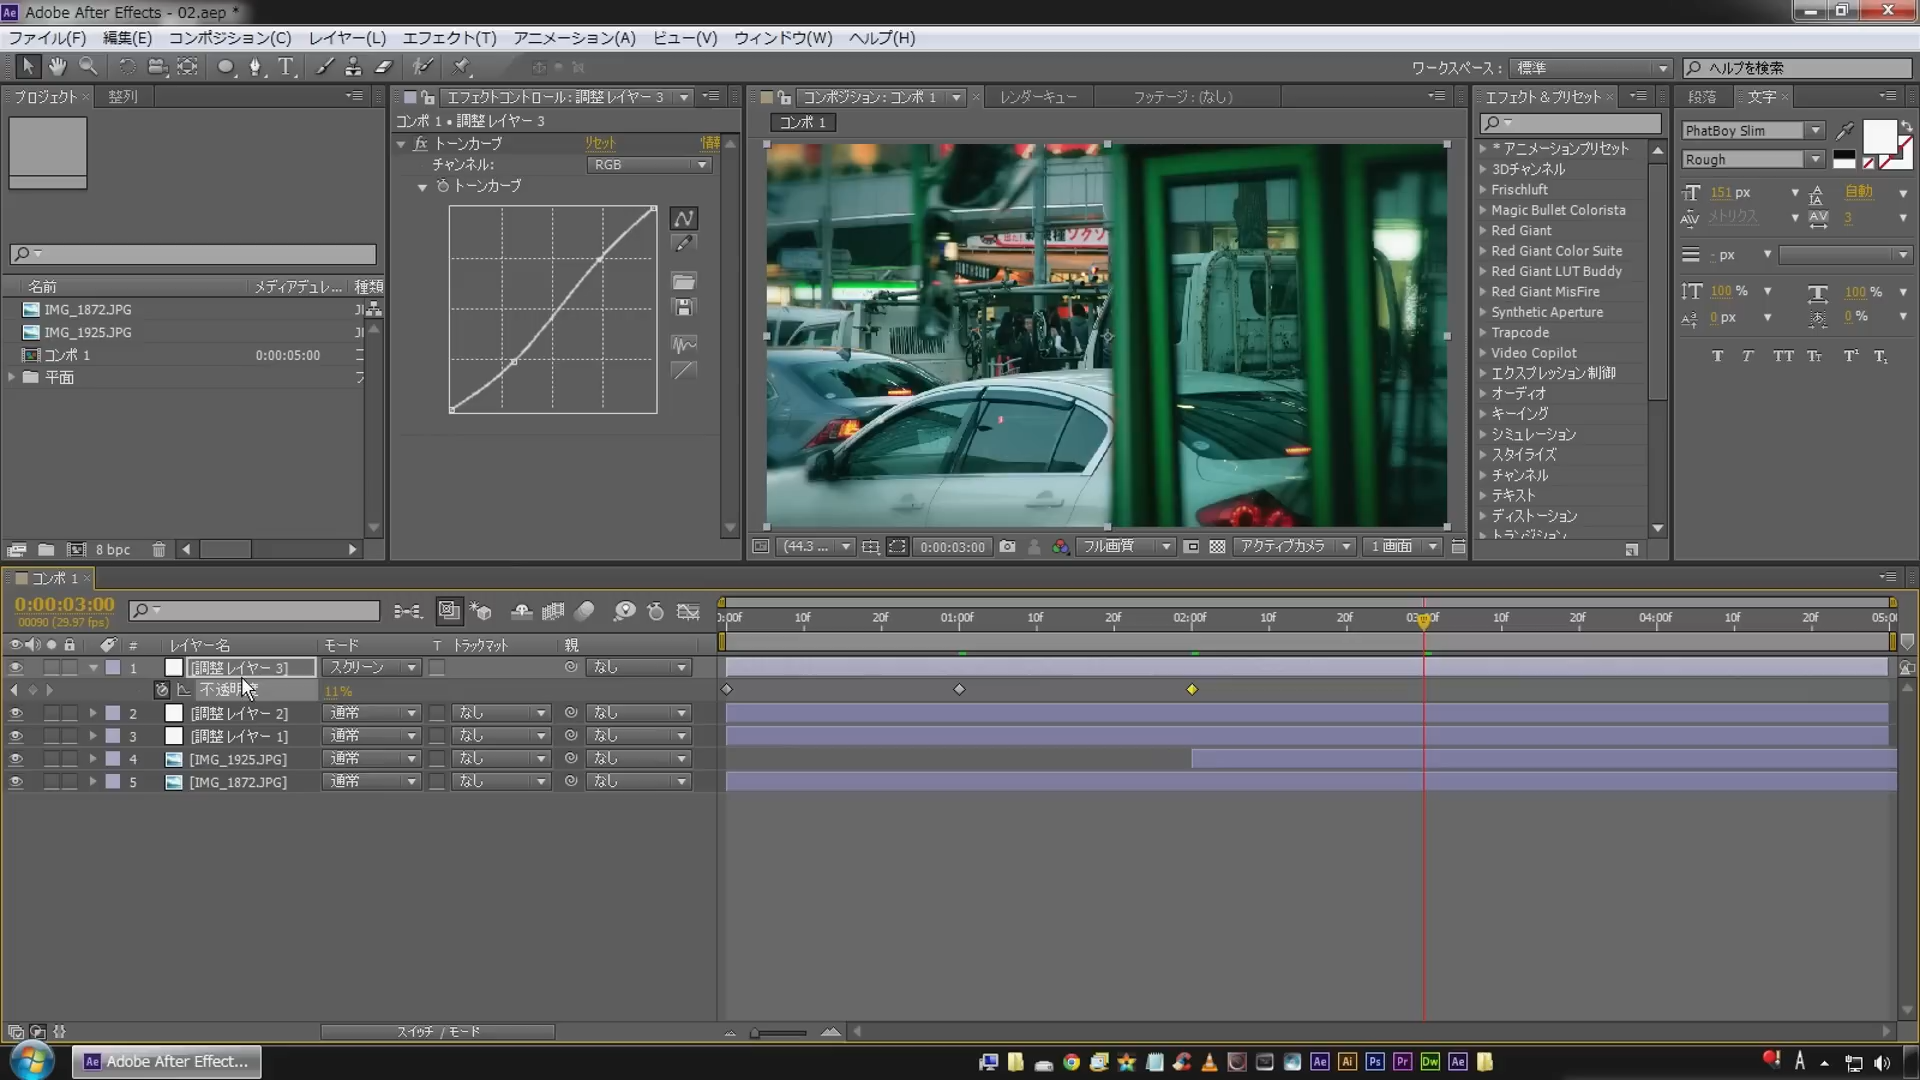 Adobe After Effects - 02.aep *
ファイル(F) 編集(E) コンポジション(C) レイヤー(L) エフェクト(T) アニメーション(A) ビュー(V) ウィンドウ(W) ヘルプ(H)
ワークスペース: 標準 ヘルプを検索
プロジェクト 整列
エフェクトコントロール: 調整レイヤー 3
コンポジション: コンポ 1 レンダーキュー フッテージ: (なし)
エフェクト&プリセット
段落 文字
コンポ 1 • 調整レイヤー 3
コンポ 1
fx トーンカーブ リセット 情報
チャンネル: RGB
トーンカーブ
名前 メディアデュレ... 種類
IMG_1872.JPG
IMG_1925.JPG
コンポ 1 0:00:05:00
平面
8 bpc
(44.3 ... 0:00:03:00 フル画質 アクティブカメラ 1 画面
* アニメーションプリセット
3Dチャンネル
Frischluft
Magic Bullet Colorista
Red Giant
Red Giant Color Suite
Red Giant LUT Buddy
Red Giant MisFire
Synthetic Aperture
Trapcode
Video Copilot
エクスプレッション制御
オーディオ
キーイング
シミュレーション
スタイライズ
チャンネル
テキスト
ディストーション
トランジション
PhatBoy Slim
Rough
151 px 自動
メトリクス 3
- px
100 % 100 %
0 px 0 %
T T TT Tt T¹ T₁
コンポ 1
0:00:03:00
00090 (29.97 fps)
0:00f 10f 20f 01:00f 10f 20f 02:00f 10f 20f 03:00f 10f 20f 04:00f 10f 20f 05:00
# レイヤー名 モード T トラックマット 親
1 [調整レイヤー 3] スクリーン なし
不透明度 11%
2 [調整レイヤー 2] 通常 なし なし
3 [調整レイヤー 1] 通常 なし なし
4 [IMG_1925.JPG] 通常 なし なし
5 [IMG_1872.JPG] 通常 なし なし
スイッチ / モード
Adobe After Effect...